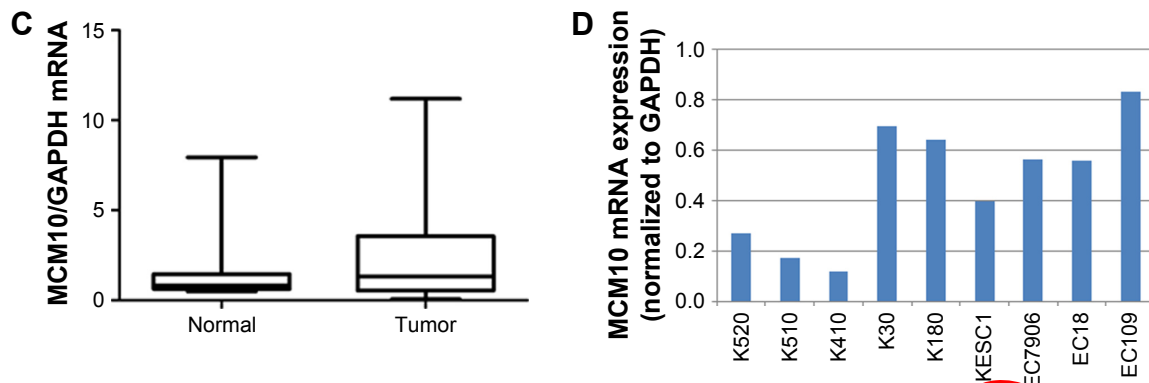 C
MCM10/GAPDH mRNA
15
10
5
0
Normal
Tumor
D
MCM10 mRNA expression
(normalized to GAPDH)
1.0
0.8
0.6
0.4
0.2
0.0
K520
K510
K410
K30
K180
KESC1
EC7906
EC18
EC109